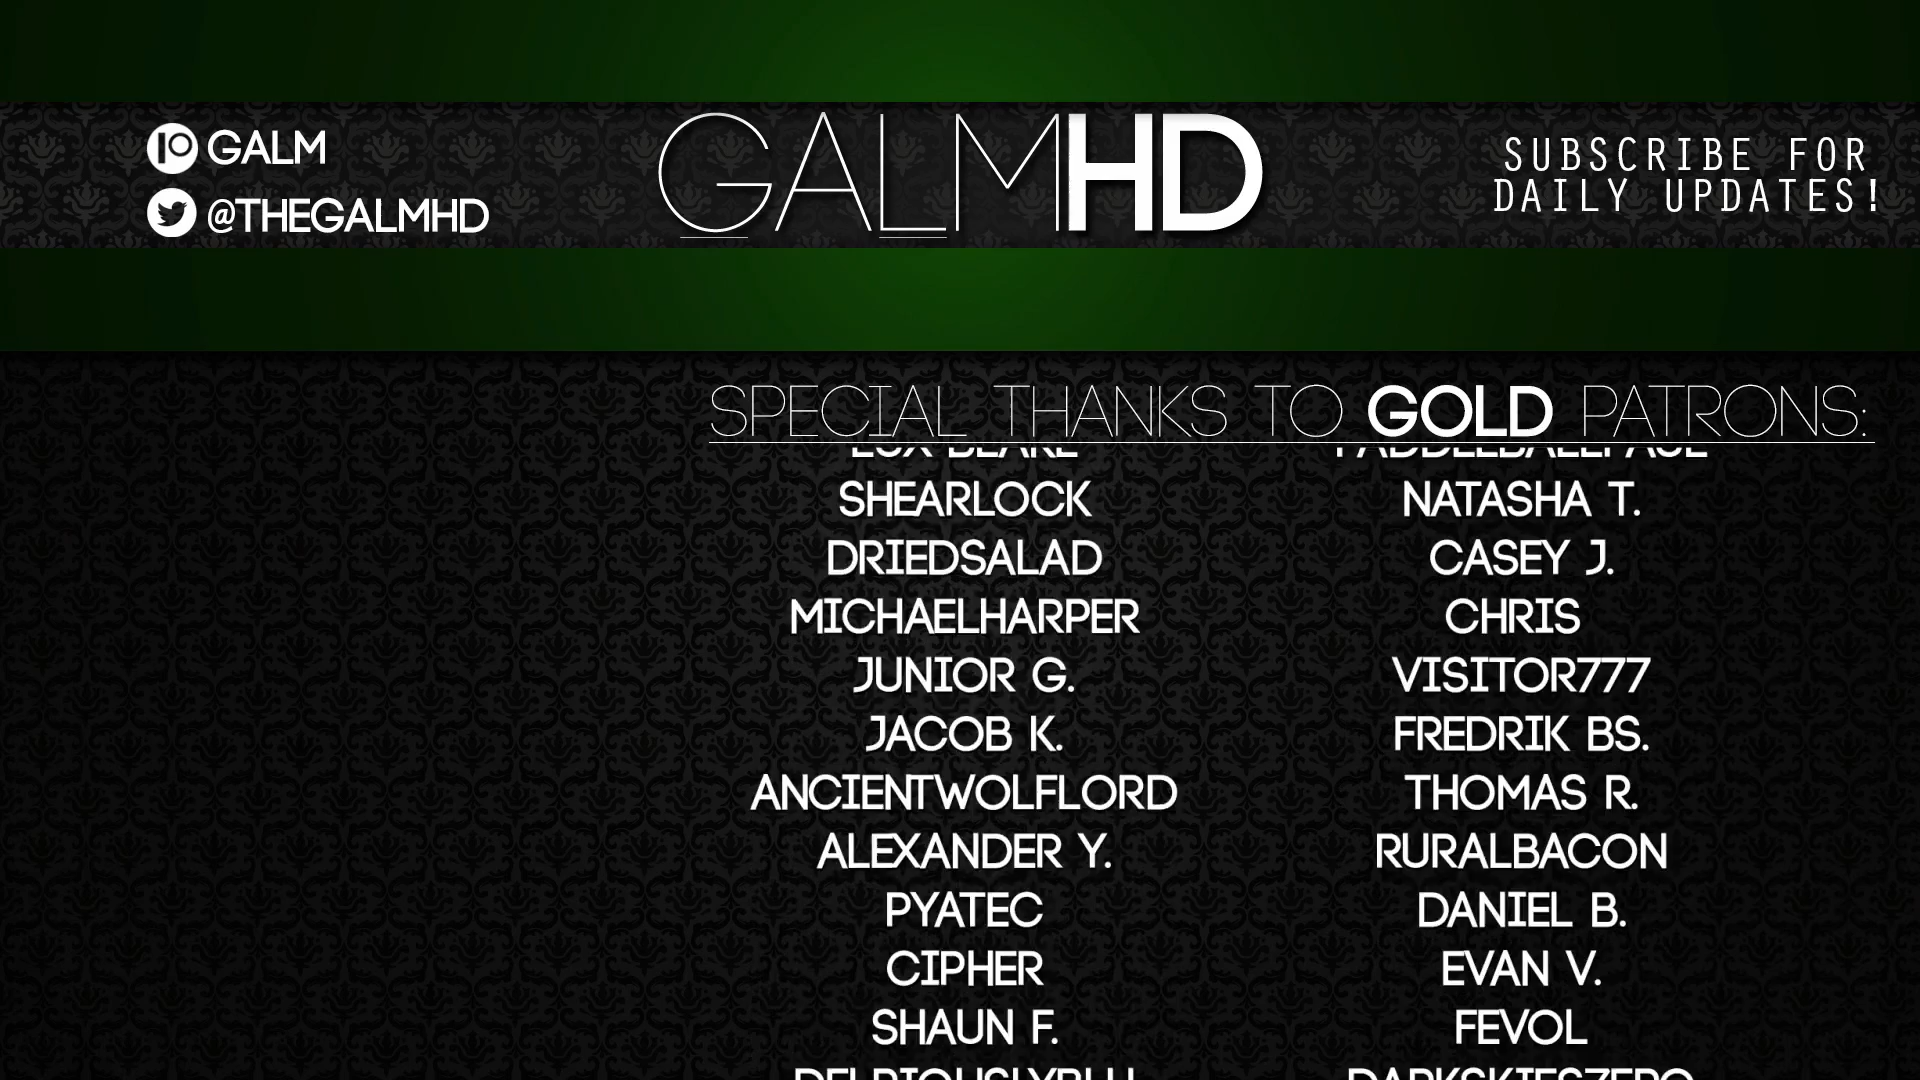 GALM
@THEGALMHD
GALMHD
SUBSCRIBE FOR
DAILY UPDATES!
SPECIAL THANKS TO GOLD PATRONS:
SHEARLOCK
DRIEDSALAD
MICHAELHARPER
JUNIOR G.
JACOB K.
ANCIENTWOLFLORD
ALEXANDER Y.
PYATEC
CIPHER
SHAUN F.
NATASHA T.
CASEY J.
CHRIS
VISITOR777
FREDRIK BS.
THOMAS R.
RURALBACON
DANIEL B.
EVAN V.
FEVOL
DARKSKIESZERO